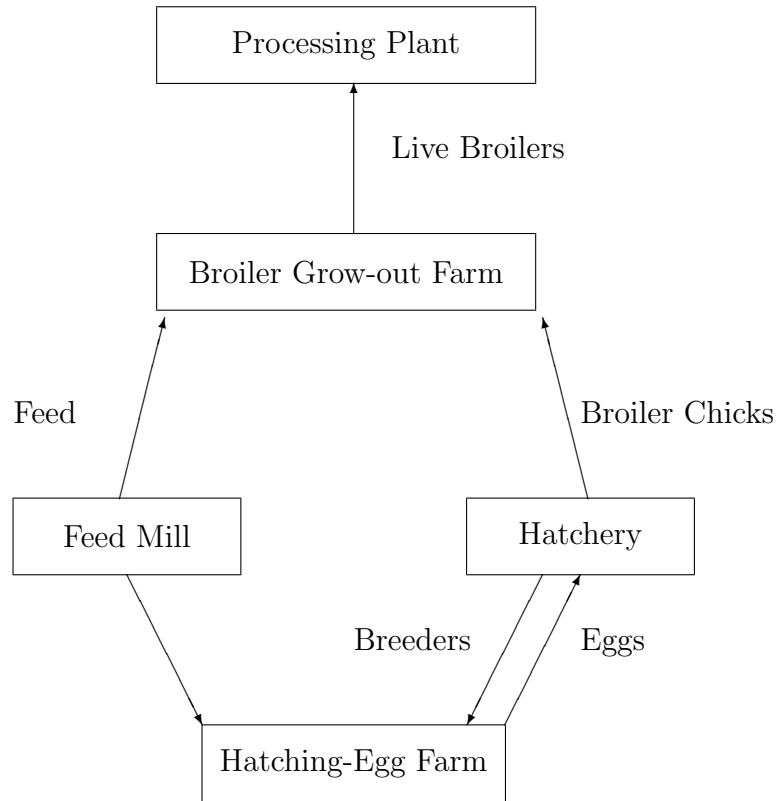 Processing Plant
Live Broilers
Broiler Grow-out Farm
Feed
Broiler Chicks
Feed Mill
Hatchery
Breeders
Eggs
Hatching-Egg Farm